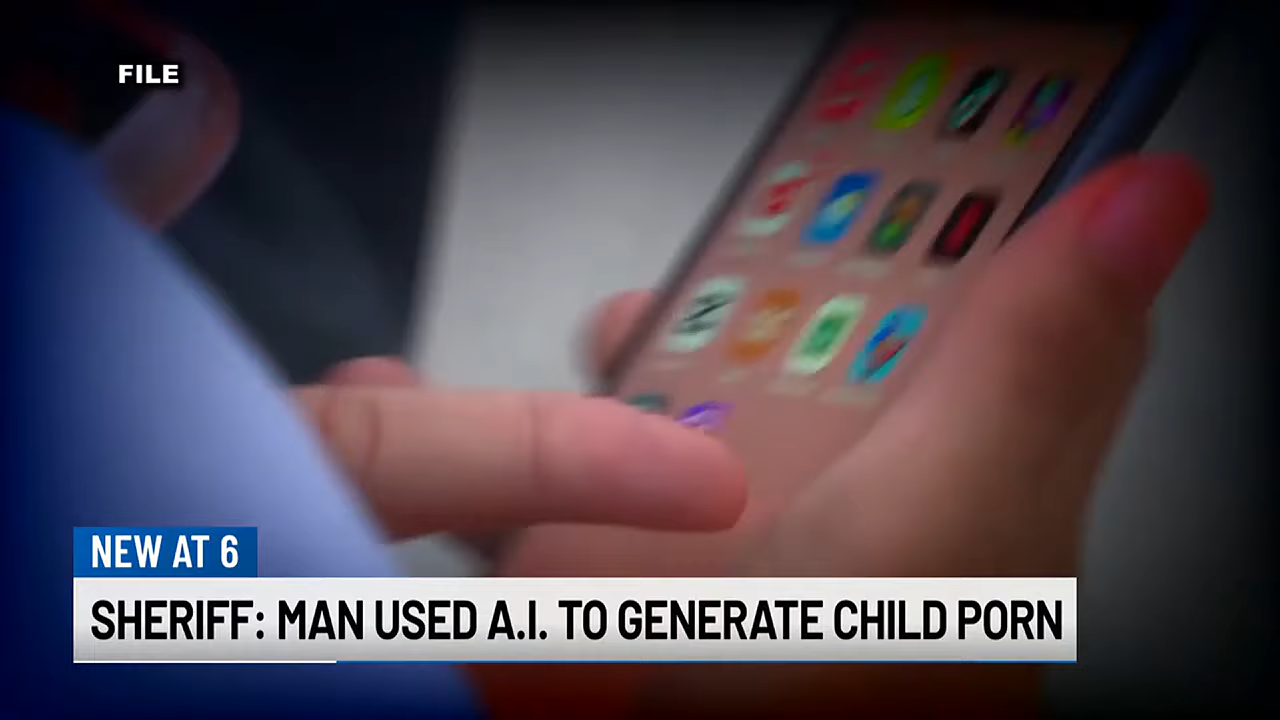 FILE
NEW AT 6
SHERIFF: MAN USED A.I. TO GENERATE CHILD PORN